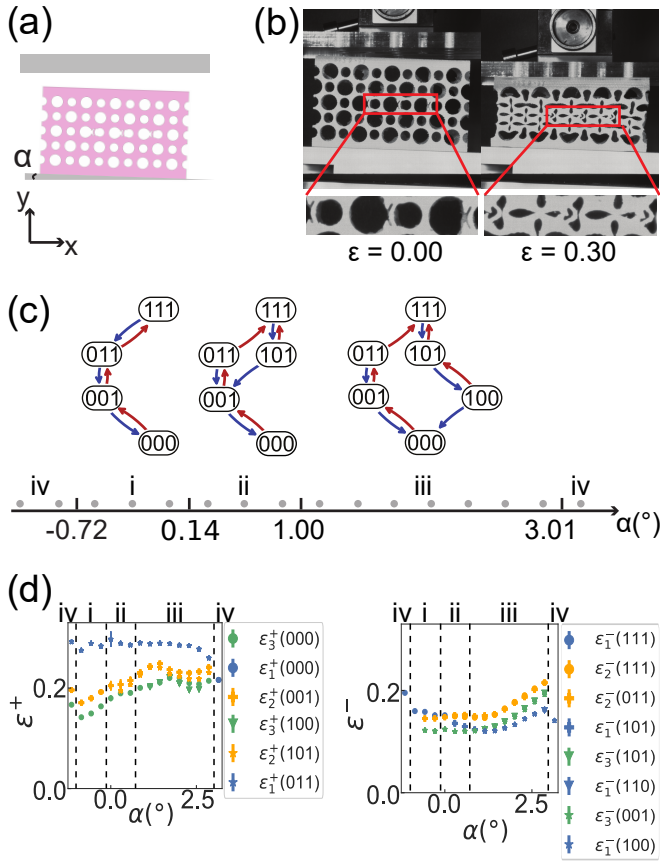 (a)
α
y
x
(b)
ε = 0.00
ε = 0.30
(c)
111
011
001
000
111
011
101
001
000
111
011
101
001
100
000
iv
i
ii
iii
iv
-0.72
0.14
1.00
3.01
α(°)
(d)
iv i ii iii iv
ε⁺
0.2
0.0
0.0
2.5
α(°)
ε₃⁺(000)
ε₁⁺(000)
ε₂⁺(001)
ε₃⁺(100)
ε₂⁺(101)
ε₁⁺(011)
iv i ii iii iv
ε⁻
0.2
0.0
0.0
2.5
α(°)
ε₁⁻(111)
ε₂⁻(111)
ε₂⁻(011)
ε₁⁻(101)
ε₃⁻(101)
ε₁⁻(110)
ε₃⁻(001)
ε₁⁻(100)